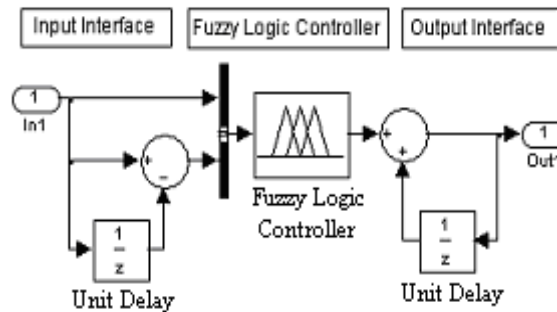 Input Interface
Fuzzy Logic Controller
Output Interface
1
In1
+
-
1
z
Unit Delay
Fuzzy Logic
Controller
+
+
1
z
Unit Delay
1
Out1